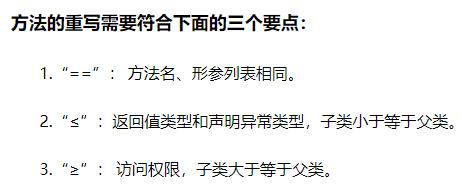 方法的重写需要符合下面的三个要点：
1. “==”： 方法名、形参列表相同。
2. “≤”：返回值类型和声明异常类型，子类小于等于父类。
3. “≥”： 访问权限，子类大于等于父类。